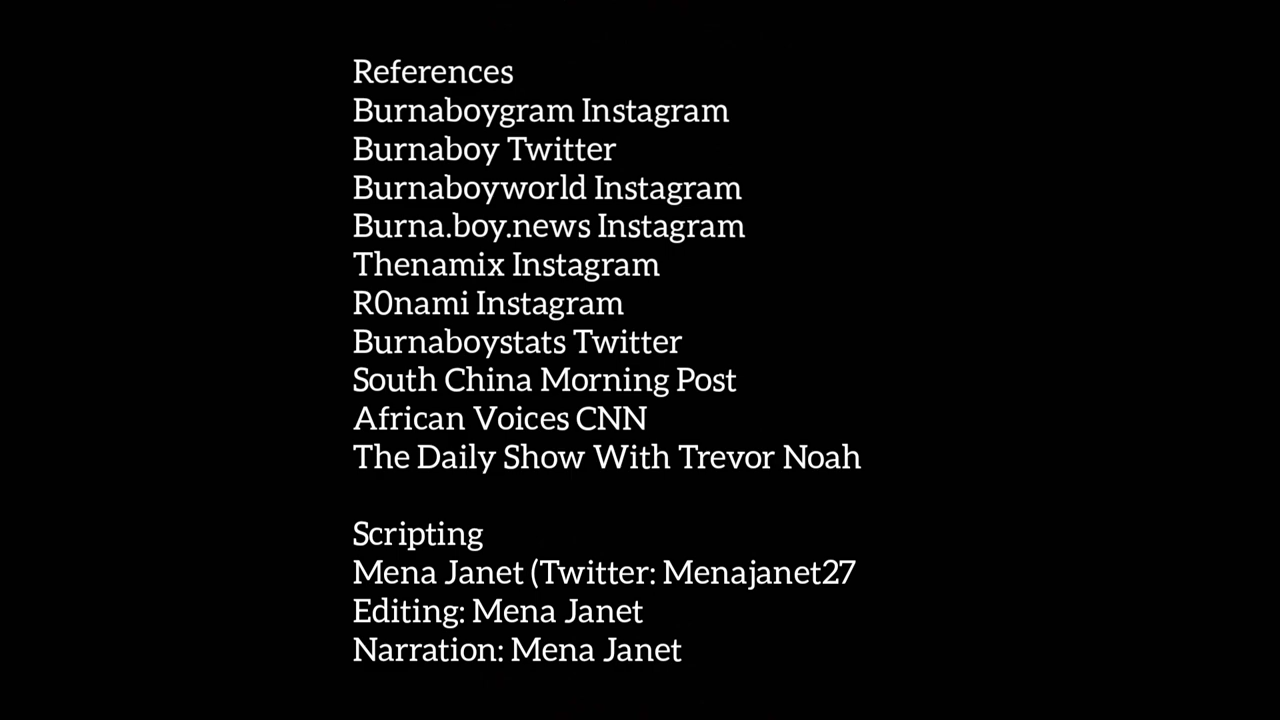 References
Burnaboygram Instagram
Burnaboy Twitter
Burnaboyworld Instagram
Burna.boy.news Instagram
Thenamix Instagram
R0nami Instagram
Burnaboystats Twitter
South China Morning Post
African Voices CNN
The Daily Show With Trevor Noah
Scripting
Mena Janet (Twitter: Menajanet27
Editing: Mena Janet
Narration: Mena Janet